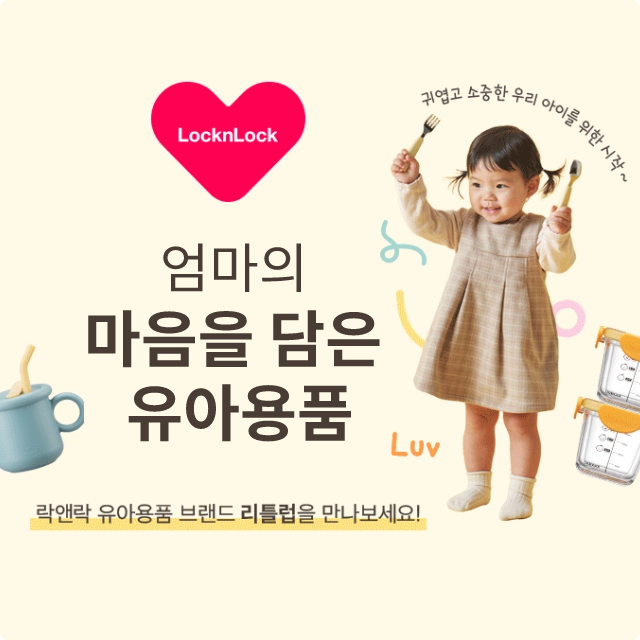 LocknLock
귀엽고 소중한 우리 아이를 위한 시작~
엄마의
마음을 담은
유아용품
Luv
락앤락 유아용품 브랜드 리틀럽을 만나보세요!